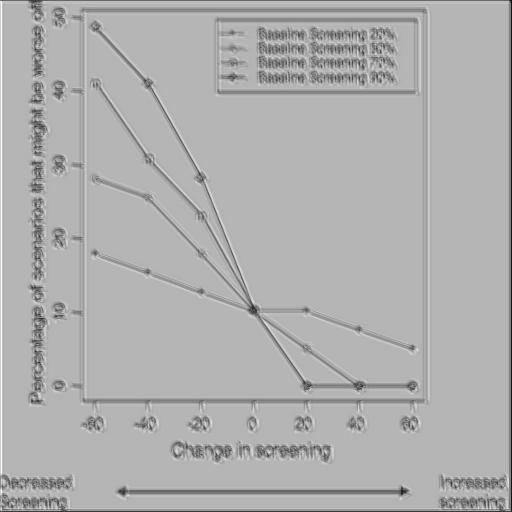 Percentage of scenarios that might be worse off
50
40
30
20
10
0
Baseline Screening 20%
Baseline Screening 50%
Baseline Screening 70%
Baseline Screening 90%
-60 -40 -20 0 20 40 60
Change in screening
Decreased
Screening
Increased
screening